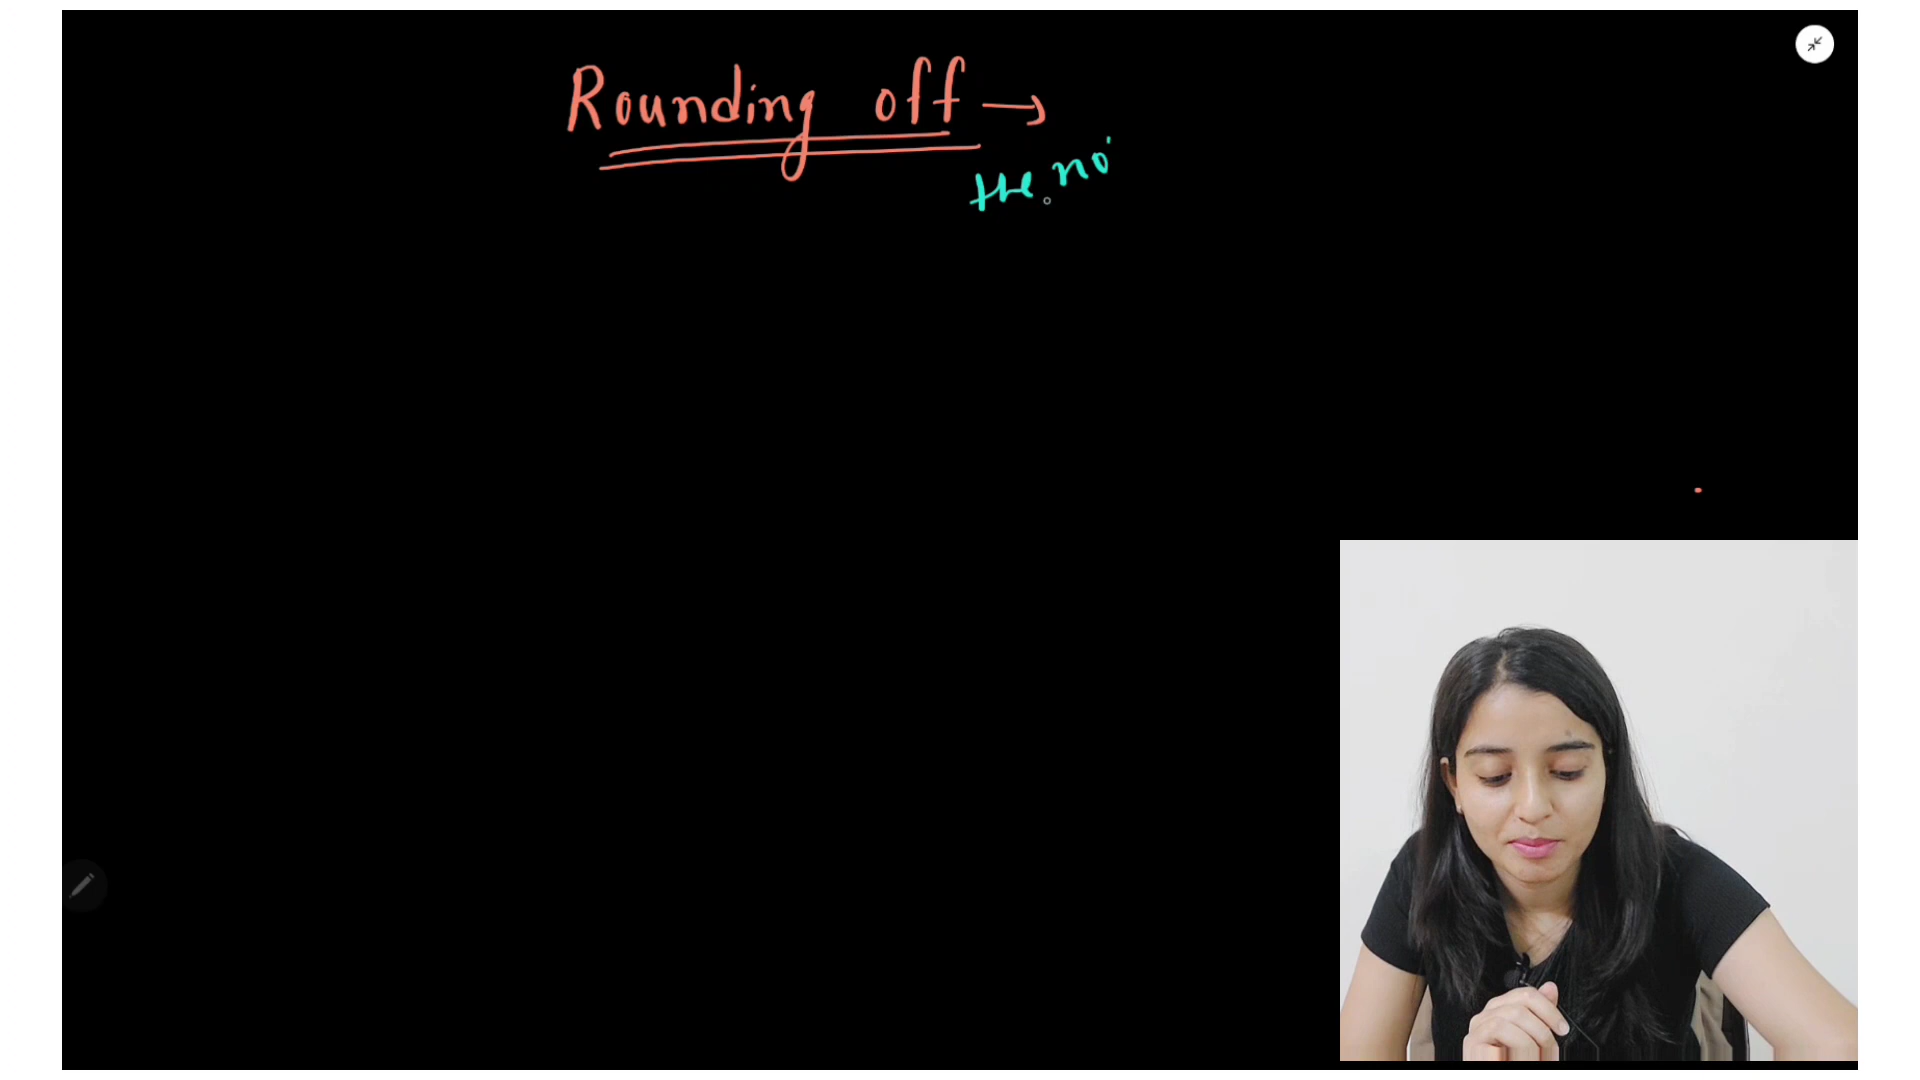 Rounding off →
the no.